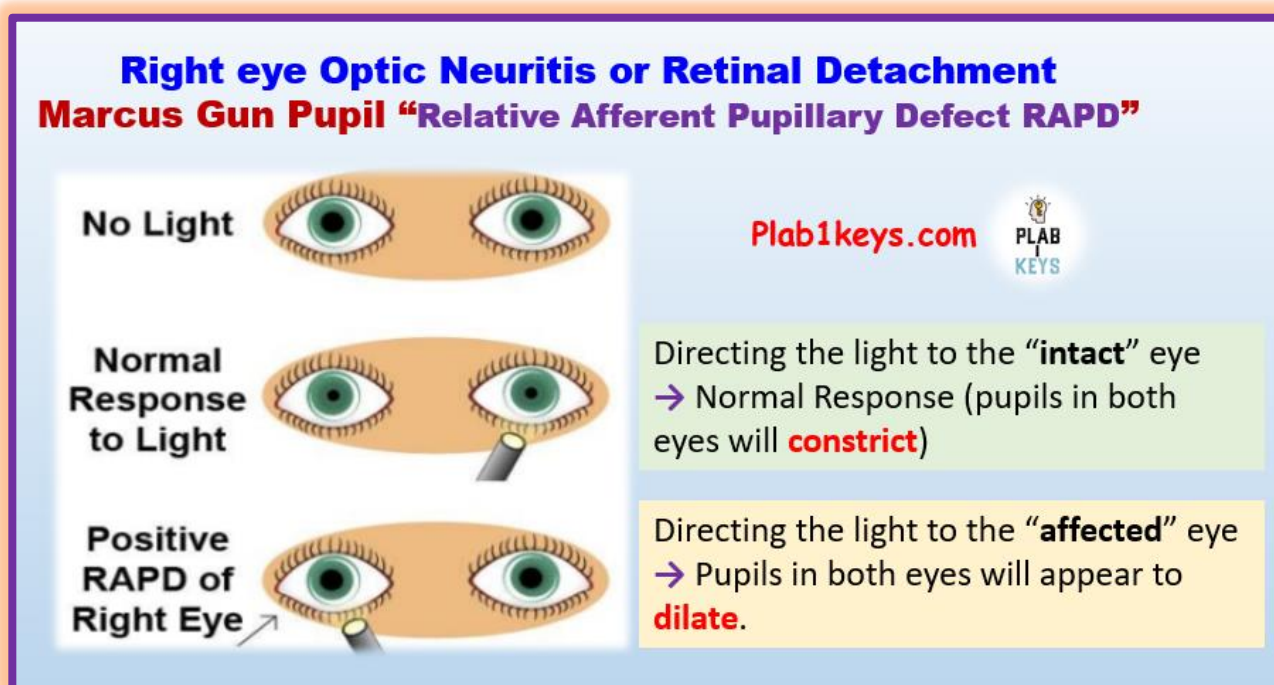 Right eye Optic Neuritis or Retinal Detachment
Marcus Gun Pupil “Relative Afferent Pupillary Defect RAPD”
No Light
Plab1keys.com
PLAB
1
KEYS
Normal
Response
to Light
Directing the light to the “intact” eye
→ Normal Response (pupils in both
eyes will constrict)
Positive
RAPD of
Right Eye
Directing the light to the “affected” eye
→ Pupils in both eyes will appear to
dilate.